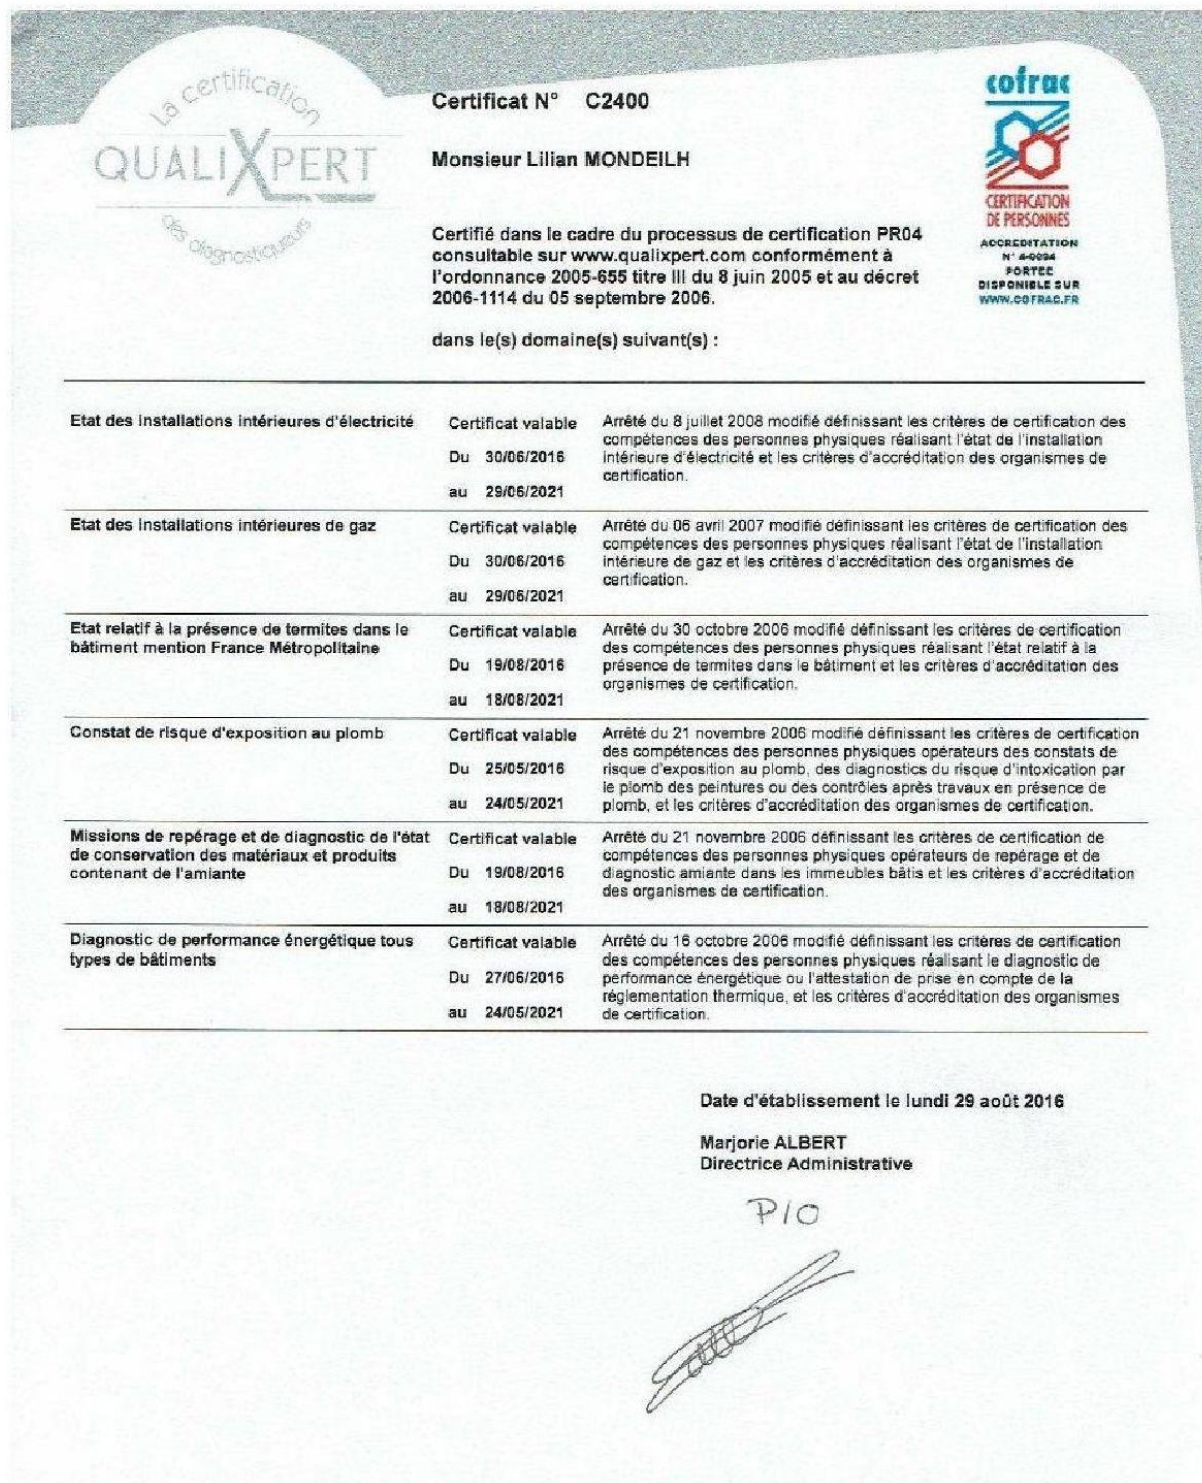 La certification
QUALIXPERT
des diagnostiqueurs
Certificat N° C2400
Monsieur Lilian MONDEILH
Certifié dans le cadre du processus de certification PR04
consultable sur www.qualixpert.com conformément à
l'ordonnance 2005-655 titre III du 8 juin 2005 et au décret
2006-1114 du 05 septembre 2006.
dans le(s) domaine(s) suivant(s) :
cofrac
CERTIFICATION
DE PERSONNES
ACCREDITATION
N° 4-0094
PORTEE
DISPONIBLE SUR
WWW.COFRAC.FR
Etat des installations intérieures d'électricité
Certificat valable
Du 30/06/2016
au 29/06/2021
Arrêté du 8 juillet 2008 modifié définissant les critères de certification des
compétences des personnes physiques réalisant l'état de l'installation
intérieure d'électricité et les critères d'accréditation des organismes de
certification.
Etat des installations intérieures de gaz
Certificat valable
Du 30/06/2016
au 29/06/2021
Arrêté du 06 avril 2007 modifié définissant les critères de certification des
compétences des personnes physiques réalisant l'état de l'installation
intérieure de gaz et les critères d'accréditation des organismes de
certification.
Etat relatif à la présence de termites dans le
bâtiment mention France Métropolitaine
Certificat valable
Du 19/08/2016
au 18/08/2021
Arrêté du 30 octobre 2006 modifié définissant les critères de certification
des compétences des personnes physiques réalisant l'état relatif à la
présence de termites dans le bâtiment et les critères d'accréditation des
organismes de certification.
Constat de risque d'exposition au plomb
Certificat valable
Du 25/05/2016
au 24/05/2021
Arrêté du 21 novembre 2006 modifié définissant les critères de certification
des compétences des personnes physiques opérateurs des constats de
risque d'exposition au plomb, des diagnostics du risque d'intoxication par
le plomb des peintures ou des contrôles après travaux en présence de
plomb, et les critères d'accréditation des organismes de certification.
Missions de repérage et de diagnostic de l'état
de conservation des matériaux et produits
contenant de l'amiante
Certificat valable
Du 19/08/2016
au 18/08/2021
Arrêté du 21 novembre 2006 définissant les critères de certification de
compétences des personnes physiques opérateurs de repérage et de
diagnostic amiante dans les immeubles bâtis et les critères d'accréditation
des organismes de certification.
Diagnostic de performance énergétique tous
types de bâtiments
Certificat valable
Du 27/06/2016
au 24/05/2021
Arrêté du 16 octobre 2006 modifié définissant les critères de certification
des compétences des personnes physiques réalisant le diagnostic de
performance énergétique ou l'attestation de prise en compte de la
réglementation thermique, et les critères d'accréditation des organismes
de certification.
Date d'établissement le lundi 29 août 2016
Marjorie ALBERT
Directrice Administrative
P/O